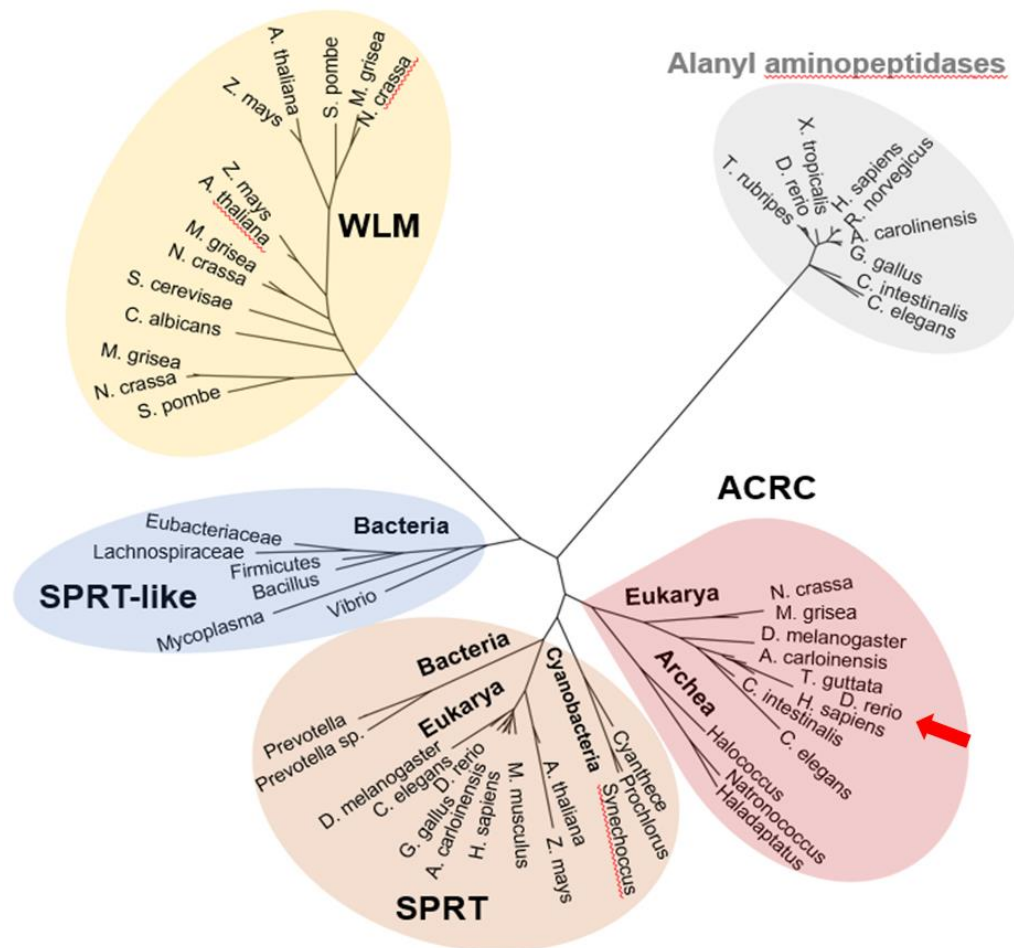 Alanyl aminopeptidases
A. thaliana
Z. mays
S. pombe
M. grisea
N. crassa
Z. mays
A. thaliana
WLM
M. grisea
N. crassa
S. cerevisae
C. albicans
M. grisea
N. crassa
S. pombe
X. tropicalis
D. rerio
T. rubripes
H. sapiens
R. norvegicus
A. carolinensis
G. gallus
C. intestinalis
C. elegans
ACRC
Bacteria
Eubacteriaceae
Lachnospiraceae
Firmicutes
Bacillus
SPRT-like
Mycoplasma
Vibrio
Eukarya
N. crassa
M. grisea
D. melanogaster
A. carloinensis
T. guttata
D. rerio
H. sapiens
C. intestinalis
C. elegans
Archea
Halococcus
Natronococcus
Haladaptatus
Bacteria
Prevotella
Prevotella sp.
Eukarya
D. melanogaster
C. elegans
D. rerio
G. gallus
A. carloinensis
H. sapiens
M. musculus
A. thaliana
Z. mays
Cyanobacteria
Cyanthece
Prochlorus
Synechoccus
SPRT